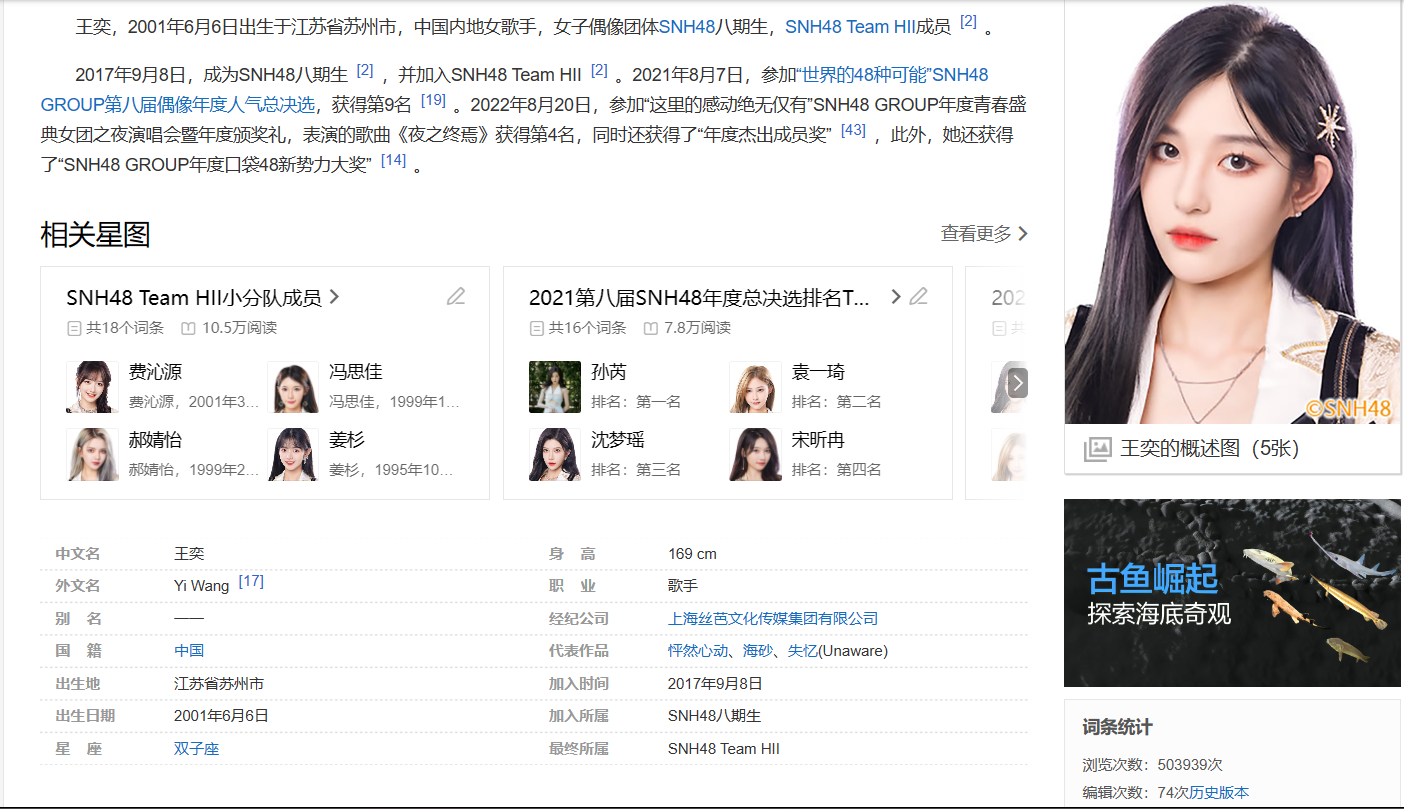 王奕，2001年6月6日出生于江苏省苏州市，中国内地女歌手，女子偶像团体SNH48八期生，SNH48 Team HII成员 [2] 。
2017年9月8日，成为SNH48八期生 [2] ，并加入SNH48 Team HII [2] 。2021年8月7日，参加“世界的48种可能”SNH48
GROUP第八届偶像年度人气总决选，获得第9名 [19] 。2022年8月20日，参加“这里的感动绝无仅有”SNH48 GROUP年度青春盛
典女团之夜演唱会暨年度颁奖礼，表演的歌曲《夜之终焉》获得第4名，同时还获得了“年度杰出成员奖” [43] ，此外，她还获得
了“SNH48 GROUP年度口袋48新势力大奖” [14] 。
相关星图
查看更多
SNH48 Team HII小分队成员
共18个词条 10.5万阅读
费沁源
费沁源，2001年3...
冯思佳
冯思佳，1999年1...
郝婧怡
郝婧怡，1999年2...
姜杉
姜杉，1995年10...
2021第八届SNH48年度总决选排名T...
共16个词条 7.8万阅读
孙芮
排名：第一名
袁一琦
排名：第二名
沈梦瑶
排名：第三名
宋昕冉
排名：第四名
202
共
中文名 王奕
外文名 Yi Wang [17]
别 名 ——
国 籍 中国
出生地 江苏省苏州市
出生日期 2001年6月6日
星 座 双子座
身 高 169 cm
职 业 歌手
经纪公司 上海丝芭文化传媒集团有限公司
代表作品 怦然心动、海砂、失忆(Unaware)
加入时间 2017年9月8日
加入所属 SNH48八期生
最终所属 SNH48 Team HII
©SNH48
王奕的概述图（5张）
古鱼崛起
探索海底奇观
词条统计
浏览次数：503939次
编辑次数：74次历史版本